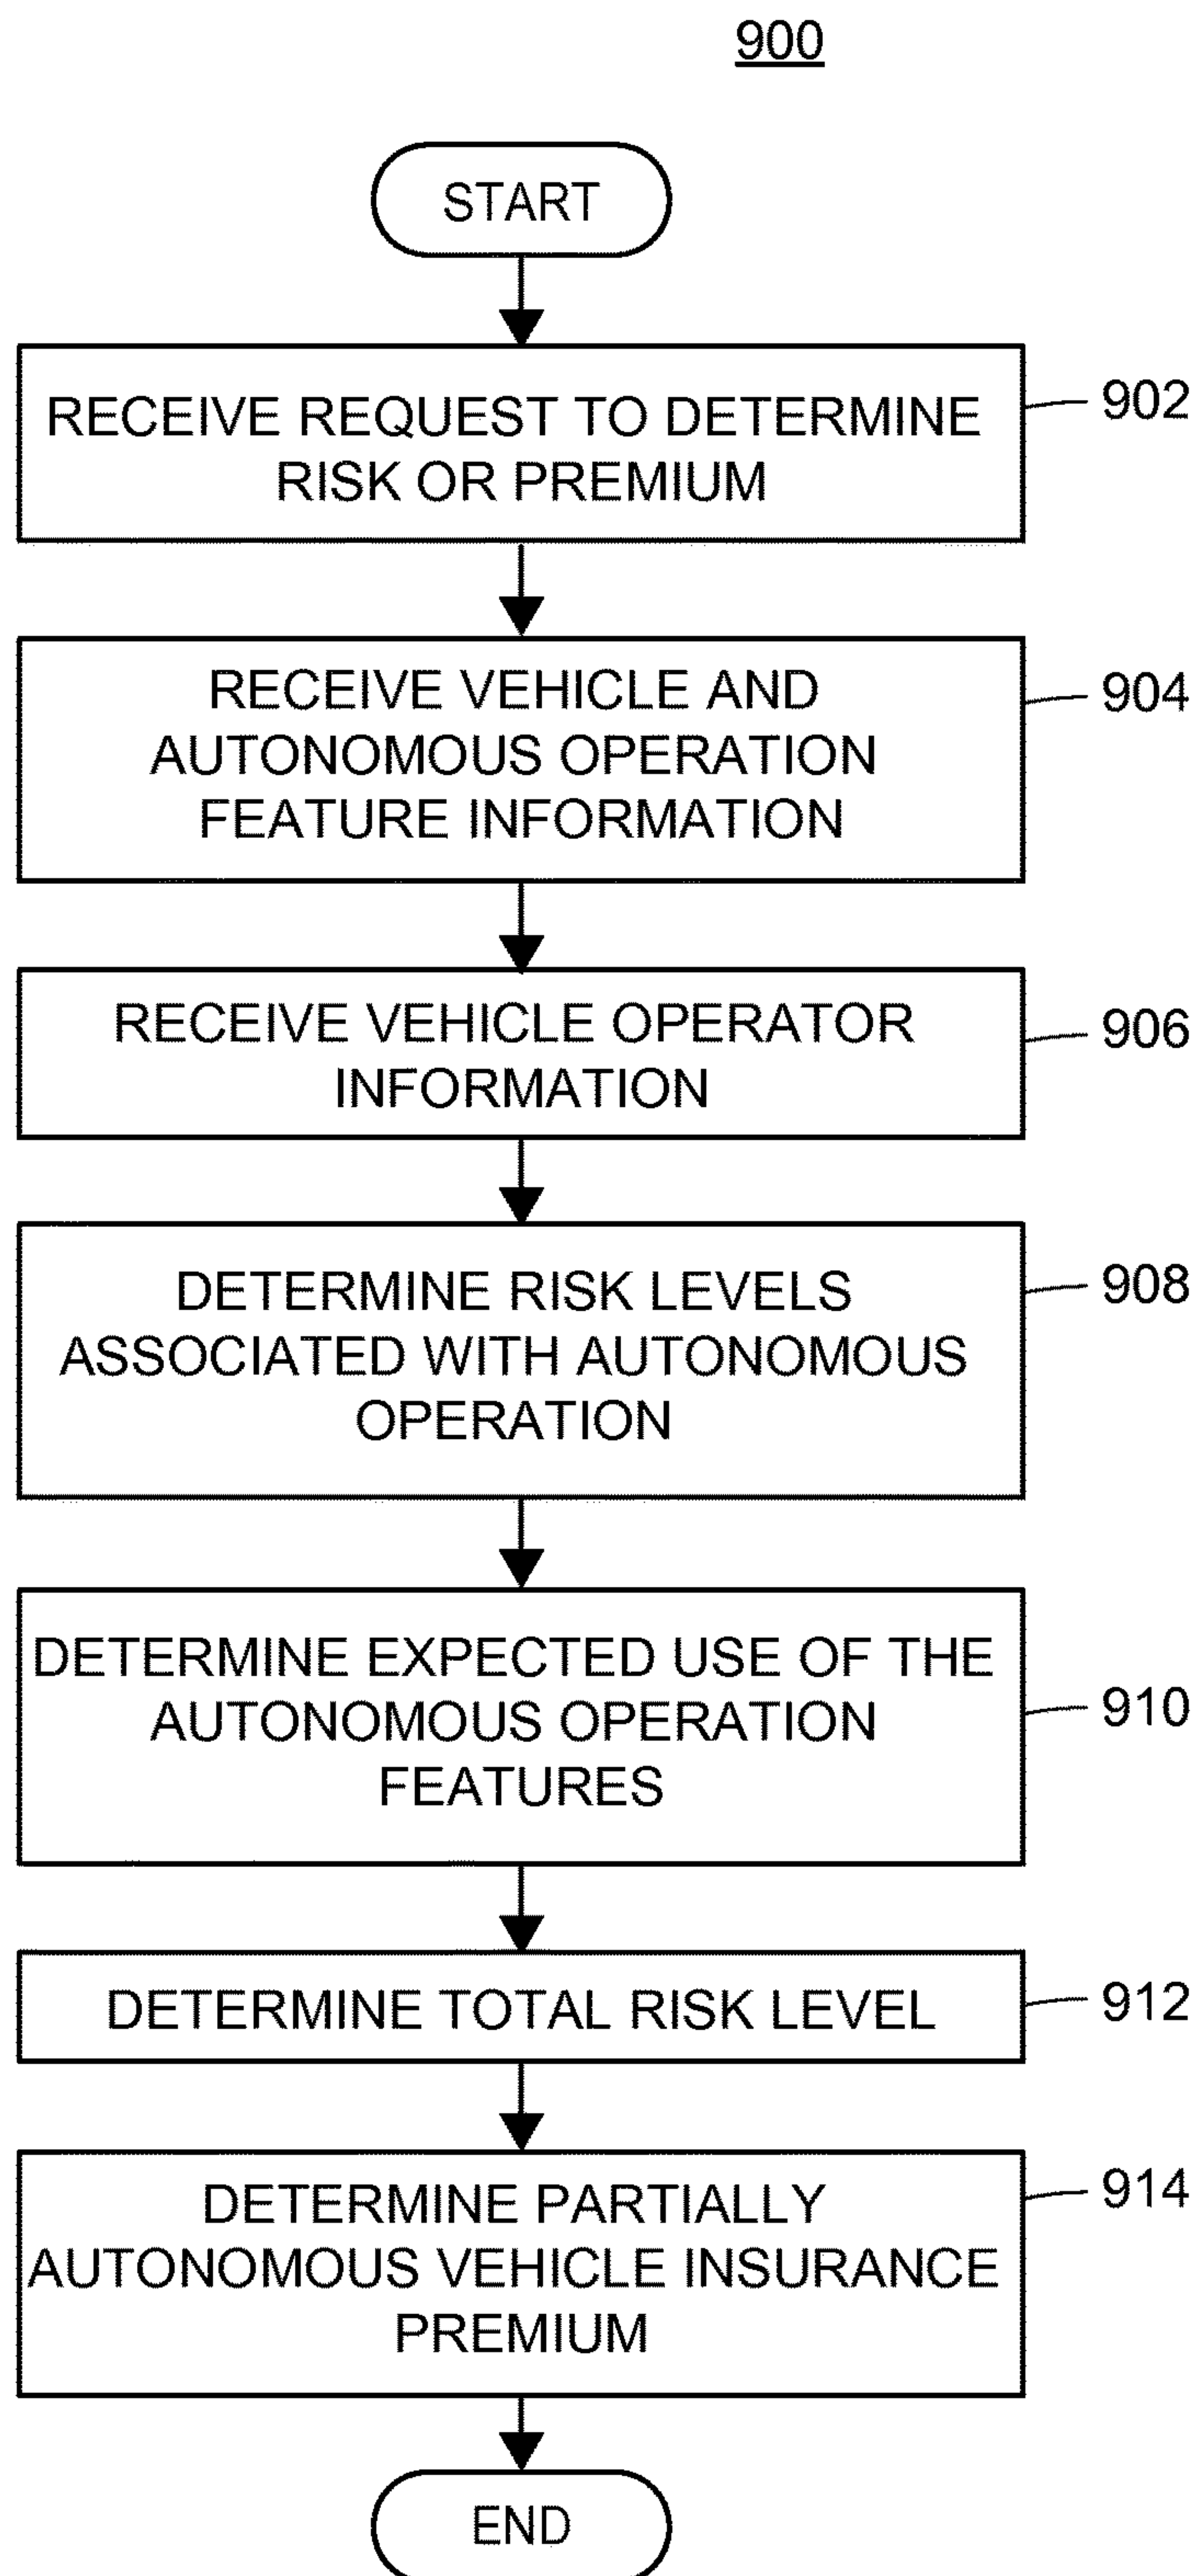 900
START
RECEIVE REQUEST TO DETERMINE
RISK OR PREMIUM
902
RECEIVE VEHICLE AND
AUTONOMOUS OPERATION
FEATURE INFORMATION
904
RECEIVE VEHICLE OPERATOR
INFORMATION
906
DETERMINE RISK LEVELS
ASSOCIATED WITH AUTONOMOUS
OPERATION
908
DETERMINE EXPECTED USE OF THE
AUTONOMOUS OPERATION
FEATURES
910
DETERMINE TOTAL RISK LEVEL
912
DETERMINE PARTIALLY
AUTONOMOUS VEHICLE INSURANCE
PREMIUM
914
END